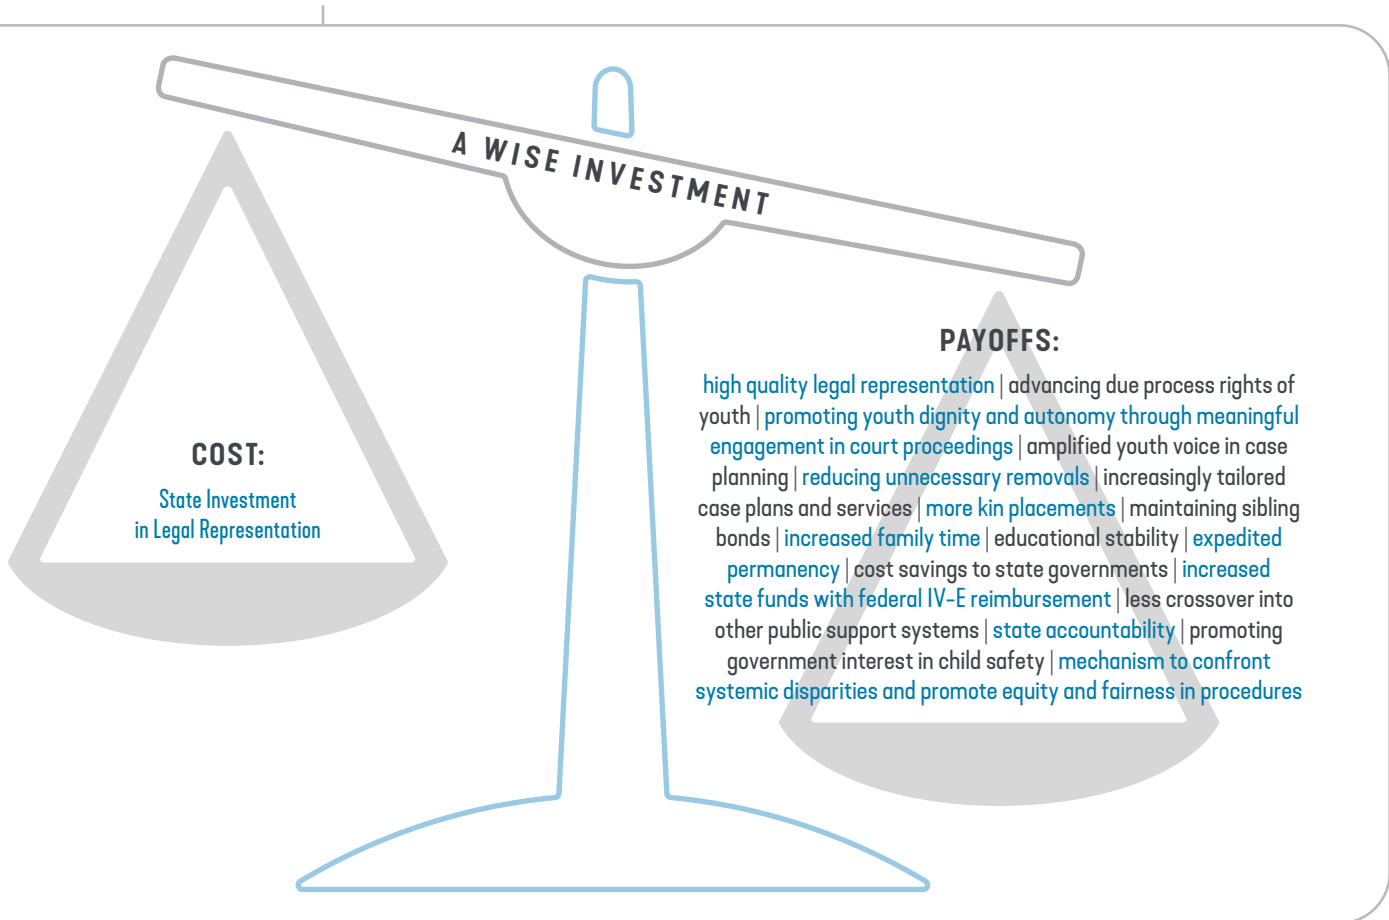 A WISE INVESTMENT
COST:
State Investment
in Legal Representation
PAYOFFS:
high quality legal representation | advancing due process rights of
youth | promoting youth dignity and autonomy through meaningful
engagement in court proceedings | amplified youth voice in case
planning | reducing unnecessary removals | increasingly tailored
case plans and services | more kin placements | maintaining sibling
bonds | increased family time | educational stability | expedited
permanency | cost savings to state governments | increased
state funds with federal IV-E reimbursement | less crossover into
other public support systems | state accountability | promoting
government interest in child safety | mechanism to confront
systemic disparities and promote equity and fairness in procedures